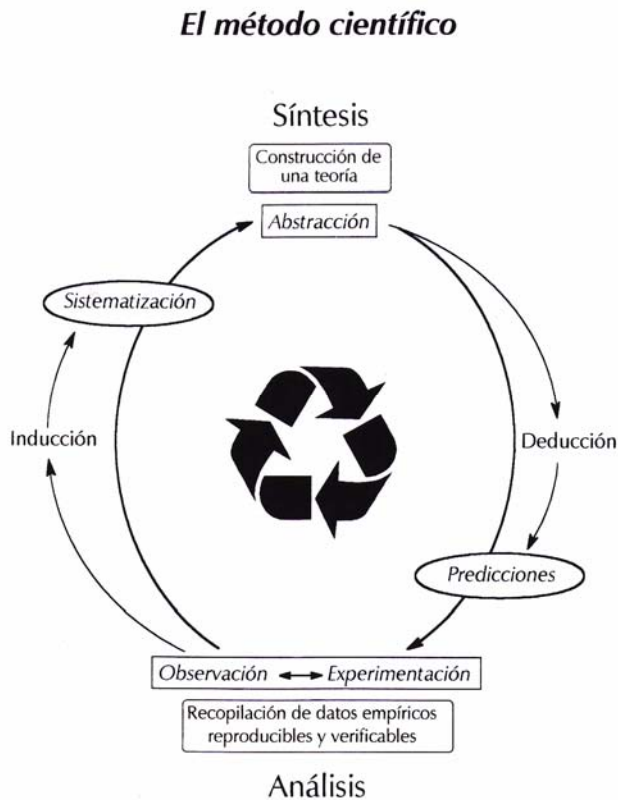 El método científico
Síntesis
Construcción de
una teoría
Abstracción
Sistematización
Inducción
Deducción
Predicciones
Observación Experimentación
Recopilación de datos empíricos
reproducibles y verificables
Análisis